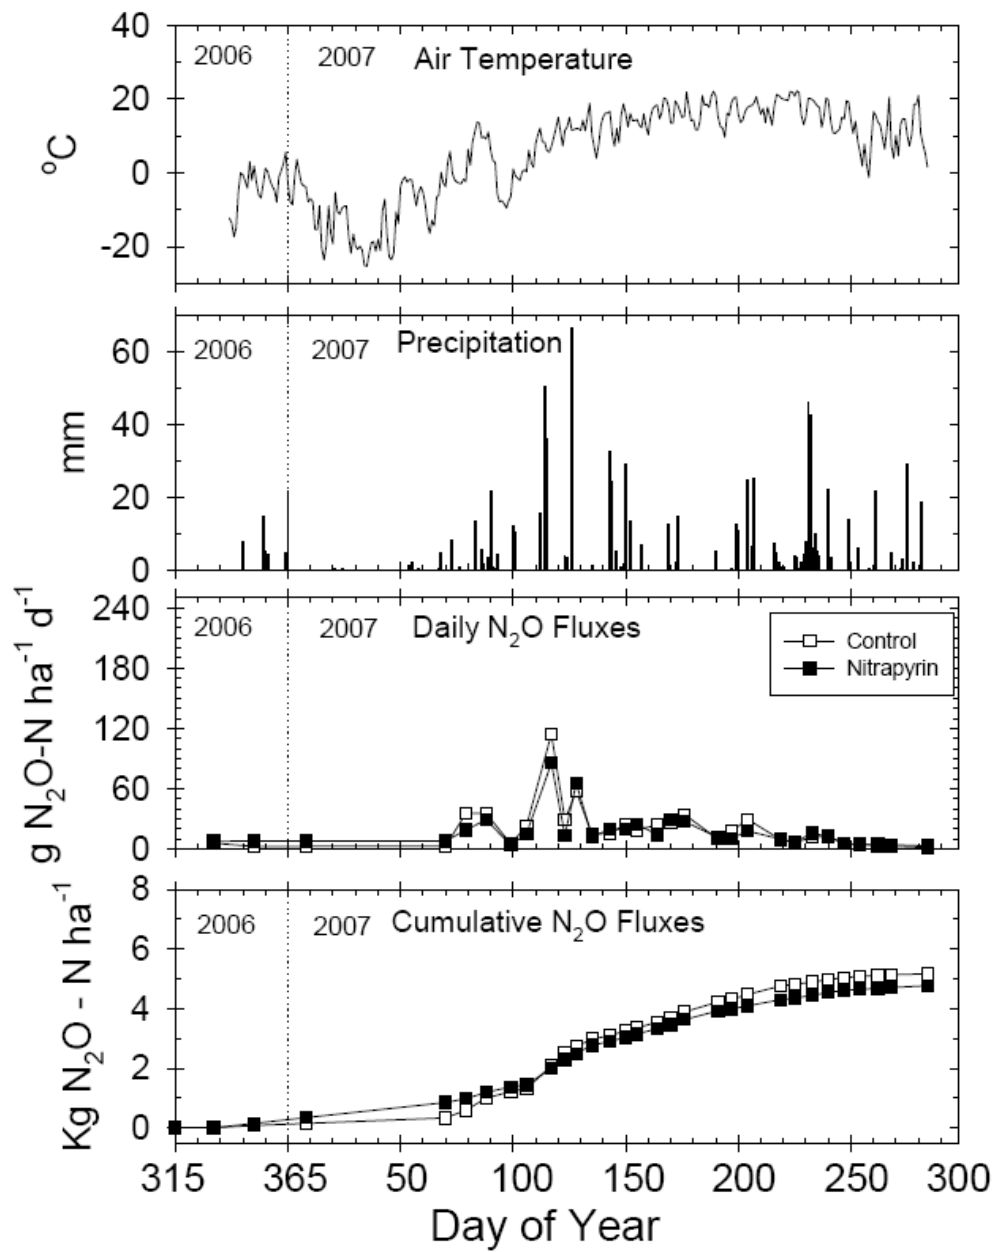 40
2006 2007 Air Temperature
20
ºC
0
-20
2006 2007 Precipitation
60
40
mm
20
0
240
2006 2007 Daily N₂O Fluxes
Control
Nitrapyrin
180
g N₂O-N ha⁻¹ d⁻¹
120
60
0
8
2006 2007 Cumulative N₂O Fluxes
6
Kg N₂O - N ha⁻¹
4
2
0
315 365 50 100 150 200 250 300
Day of Year